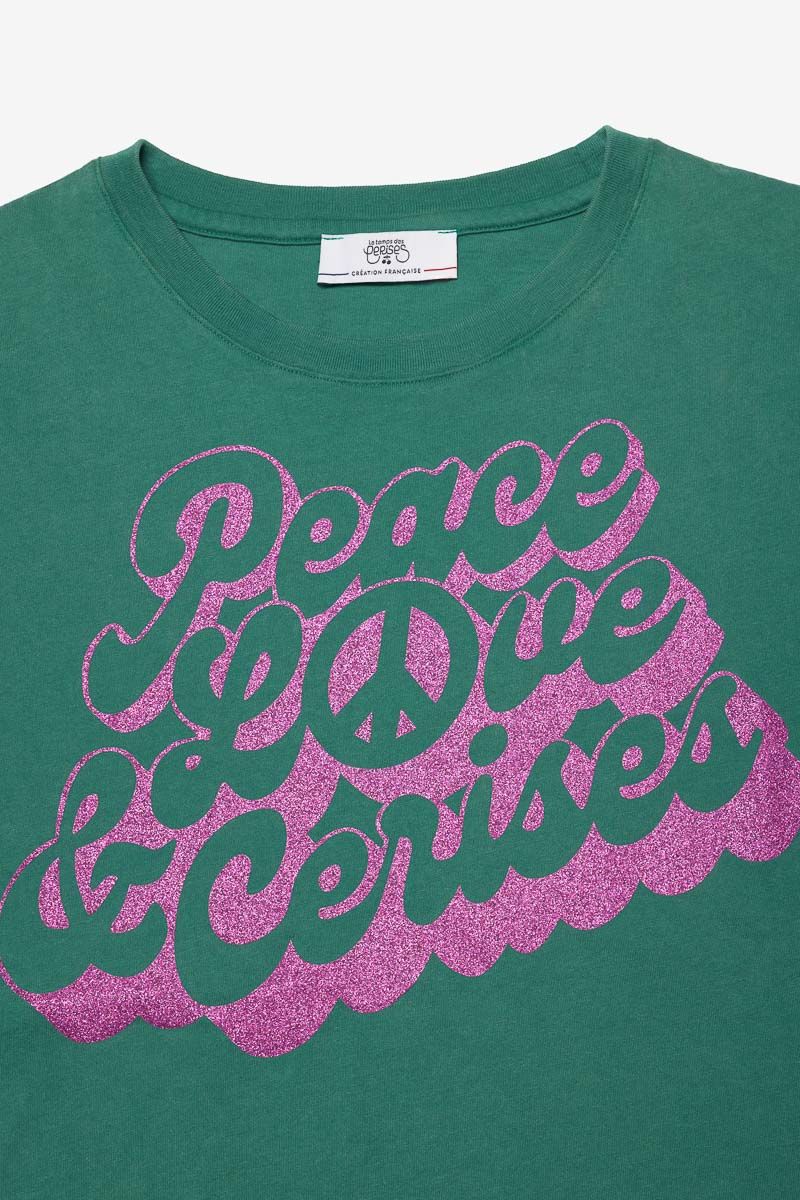 Le temps des
Cerises
CRÉATION FRANÇAISE
Peace
Love
& Cerises